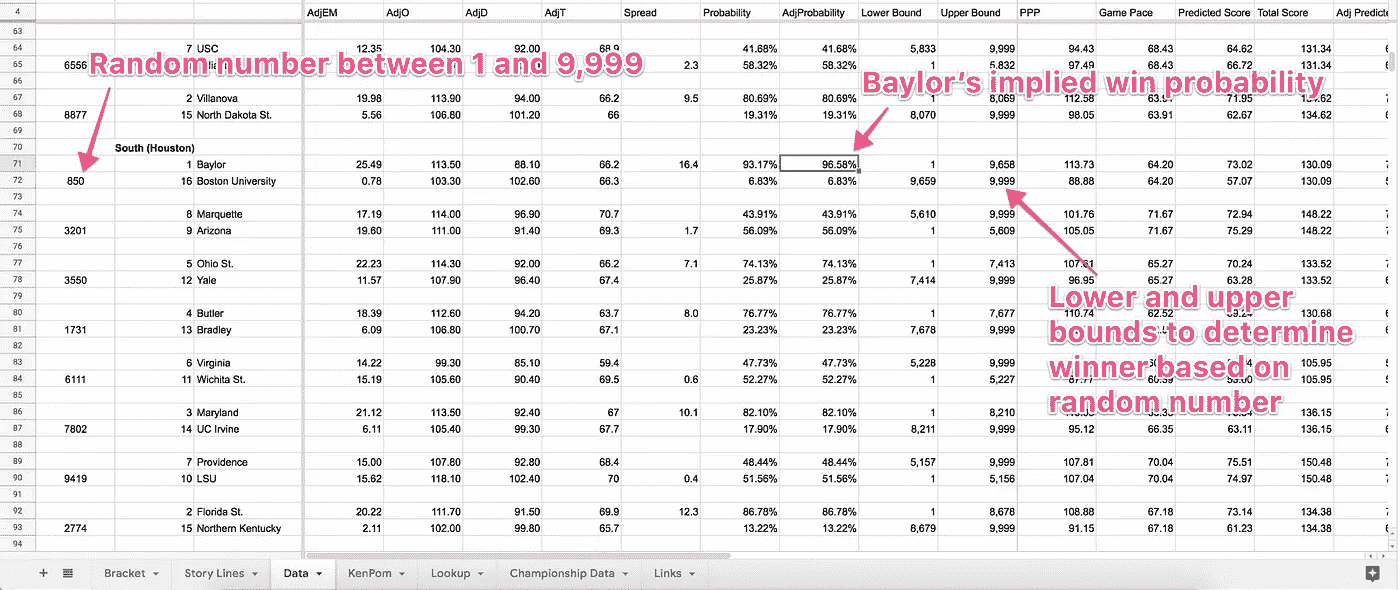 4 AdjEM AdjO AdjD AdjT Spread Probability AdjProbability Lower Bound Upper Bound PPP Game Pace Predicted Score Total Score Adj Predicte
63
64 7 USC 12.35 104.30 92.00 68.9 41.68% 41.68% 5,833 9,999 94.43 68.43 64.62 131.34
Random number between 1 and 9,999
65 6556 2.3 58.32% 58.32% 5,832 97.49 68.43 66.72 131.34
66
Baylor's implied win probability
67 2 Villanova 19.98 113.90 94.00 66.2 9.5 80.69% 80.69% 1 8,069 112.58 71.95
68 8877 15 North Dakota St. 5.56 106.80 101.20 66 19.31% 19.31% 8,070 9,999 98.05 63.91 62.67 134.62
69
70 South (Houston)
71 1 Baylor 25.49 113.50 88.10 66.2 16.4 93.17% 96.58% 1 9,658 113.73 64.20 73.02 130.09
72 850 16 Boston University 0.78 103.30 102.60 66.3 6.83% 6.83% 9,659 9,999 88.88 64.20 57.07 130.09
73
74 8 Marquette 17.19 114.00 96.90 70.7 43.91% 43.91% 5,610 9,999 101.76 71.67 72.94 148.22
75 3201 9 Arizona 19.60 111.00 91.40 69.3 1.7 56.09% 56.09% 1 5,609 105.05 71.67 75.29 148.22
76
77 5 Ohio St. 22.23 114.30 92.00 66.2 7.1 74.13% 74.13% 1 7,413 65.27 70.24 133.52
78 3550 12 Yale 11.57 107.90 96.40 67.4 25.87% 25.87% 7,414 9,999 96.95 65.27 63.28 133.52
79
Lower and upper
bounds to determine
winner based on
random number
80 4 Butler 18.39 112.60 94.20 63.7 8.0 76.77% 76.77% 1 7,677 110.74 62.52 130.68
81 1731 13 Bradley 6.09 106.80 100.70 67.1 23.23% 23.23% 7,678 9,999
82
83 6 Virginia 14.22 99.30 85.10 59.4 47.73% 47.73% 5,228 9,999 105.95
84 6111 11 Wichita St. 15.19 105.60 90.40 69.5 0.6 52.27% 52.27% 1 5,227 105.95
85
86 3 Maryland 21.12 113.50 92.40 67 10.1 82.10% 82.10% 1 8,210 136.15
87 7802 14 UC Irvine 6.11 105.40 99.30 67.7 17.90% 17.90% 8,211 9,999 95.12 66.35 63.11 136.15
88
89 7 Providence 15.00 107.80 92.80 68.4 48.44% 48.44% 5,157 9,999 107.81 70.04 75.51 150.48
90 9419 10 LSU 15.62 118.10 102.40 70 0.4 51.56% 51.56% 1 5,156 107.04 70.04 74.97 150.48
91
92 2 Florida St. 20.22 111.70 91.50 69.9 12.3 86.78% 86.78% 1 8,678 108.88 67.18 73.14 134.38
93 2774 15 Northern Kentucky 2.11 102.00 99.80 65.7 13.22% 13.22% 8,679 9,999 91.15 67.18 61.23 134.38
94
+ Bracket Story Lines Data KenPom Lookup Championship Data Links